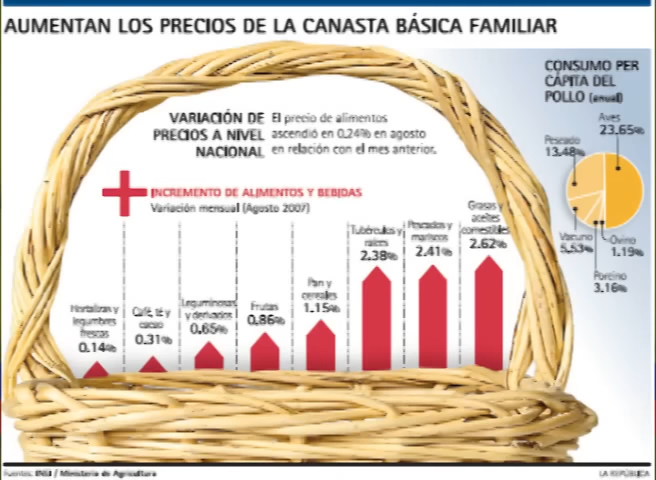 AUMENTAN LOS PRECIOS DE LA CANASTA BÁSICA FAMILIAR
CONSUMO PER
CÁPITA DEL
POLLO (anual)
Aves
23.65%
Pescado
13.48%
Vacuno
5.53%
Ovino
1.19%
Porcino
3.16%
VARIACIÓN DE
PRECIOS A NIVEL
NACIONAL
El precio de alimentos
ascendió en 0,24% en agosto
en relación con el mes anterior.
INCREMENTO DE ALIMENTOS Y BEBIDAS
Variación mensual (Agosto 2007)
Hortalizas y
legumbres
frescas
0.14%
Café, té y
cacao
0.31%
Leguminosas
y derivados
0.65%
Frutas
0.86%
Pan y
cereales
1.15%
Tubérculos y
raíces
2.38%
Pescados y
mariscos
2.41%
Grasas y
aceites
comestibles
2.62%
Fuentes: INEI / Ministerio de Agricultura
LA REPÚBLICA